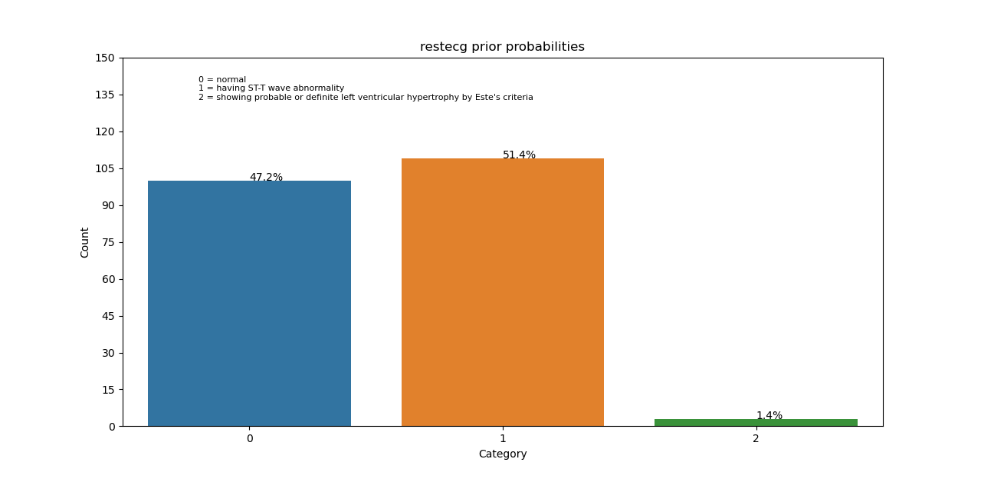 restecg prior probabilities
150
135
120
105
90
75
60
45
30
15
0
Count
0 = normal
1 = having ST-T wave abnormality
2 = showing probable or definite left ventricular hypertrophy by Este's criteria
47.2%
51.4%
1.4%
0
1
2
Category